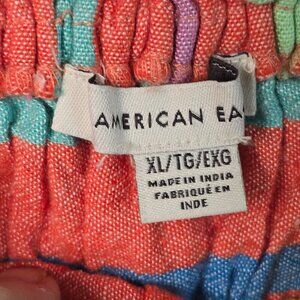 AMERICAN EA
XL/TG/EXG
MADE IN INDIA
FABRIQUÉ EN
INDE